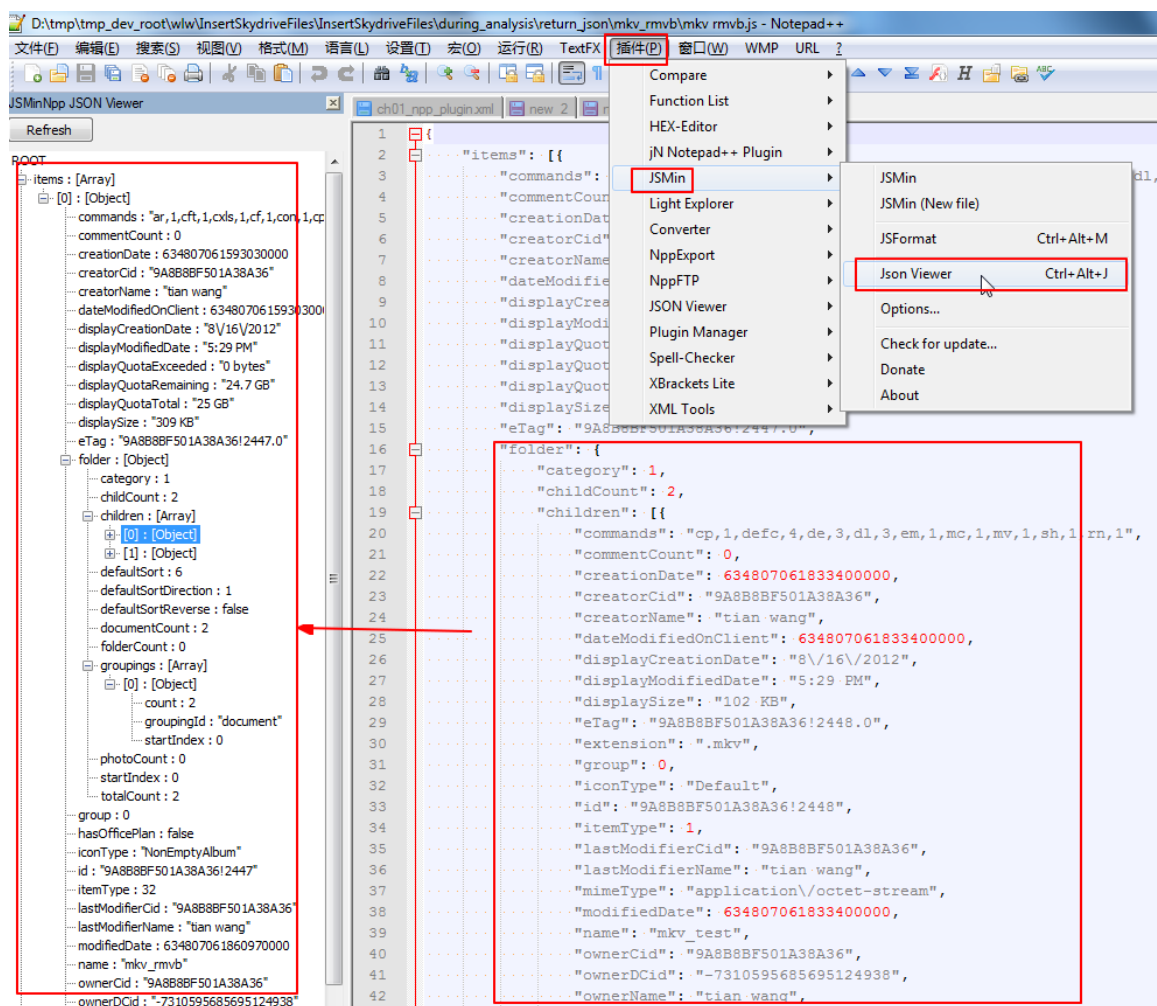 D:\tmp\tmp_dev_root\wlw\InsertSkydriveFiles\InsertSkydriveFiles\during_analysis\return_json\mkv_rmvb\mkv rmvb.js - Notepad++
文件(F) 编辑(E) 搜索(S) 视图(V) 格式(M) 语言(L) 设置(T) 宏(O) 运行(R) TextFX 插件(P) 窗口(W) WMP URL ?
JSMinNpp JSON Viewer
Refresh
ROOT
items : [Array]
[0] : [Object]
commands : "ar,1,cft,1,cxls,1,cf,1,con,1,cp
commentCount : 0
creationDate : 634807061593030000
creatorCid : "9A8B8BF501A38A36"
creatorName : "tian wang"
dateModifiedOnClient : 6348070615930300
displayCreationDate : "8\/16\/2012"
displayModifiedDate : "5:29 PM"
displayQuotaExceeded : "0 bytes"
displayQuotaRemaining : "24.7 GB"
displayQuotaTotal : "25 GB"
displaySize : "309 KB"
eTag : "9A8B8BF501A38A36!2447.0"
folder : [Object]
category : 1
childCount : 2
children : [Array]
[0] : [Object]
[1] : [Object]
defaultSort : 6
defaultSortDirection : 1
defaultSortReverse : false
documentCount : 2
folderCount : 0
groupings : [Array]
[0] : [Object]
count : 2
groupingId : "document"
startIndex : 0
photoCount : 0
startIndex : 0
totalCount : 2
group : 0
hasOfficePlan : false
iconType : "NonEmptyAlbum"
id : "9A8B8BF501A38A36!2447"
itemType : 32
lastModifierCid : "9A8B8BF501A38A36"
lastModifierName : "tian wang"
modifiedDate : 634807061860970000
name : "mkv_rmvb"
ownerCid : "9A8B8BF501A38A36"
ownerDCid : "-7310595685695124938"
ch01_npp_plugin.xml new 2
1 {
2 "items": [{
3 "commands": dl,
4 "commentCoun
5 "creationDat
6 "creatorCid"
7 "creatorName
8 "dateModifie
9 "displayCrea
10 "displayModi
11 "displayQuot
12 "displayQuot
13 "displayQuot
14 "displaySize
15 "eTag": "9A8B8BF501A38A36!2447.0",
16 "folder": {
17 "category": 1,
18 "childCount": 2,
19 "children": [{
20 "commands": "cp,1,defc,4,de,3,dl,3,em,1,mc,1,mv,1,sh,1,rn,1",
21 "commentCount": 0,
22 "creationDate": 634807061833400000,
23 "creatorCid": "9A8B8BF501A38A36",
24 "creatorName": "tian wang",
25 "dateModifiedOnClient": 634807061833400000,
26 "displayCreationDate": "8\/16\/2012",
27 "displayModifiedDate": "5:29 PM",
28 "displaySize": "102 KB",
29 "eTag": "9A8B8BF501A38A36!2448.0",
30 "extension": ".mkv",
31 "group": 0,
32 "iconType": "Default",
33 "id": "9A8B8BF501A38A36!2448",
34 "itemType": 1,
35 "lastModifierCid": "9A8B8BF501A38A36",
36 "lastModifierName": "tian wang",
37 "mimeType": "application\/octet-stream",
38 "modifiedDate": 634807061833400000,
39 "name": "mkv_test",
40 "ownerCid": "9A8B8BF501A38A36",
41 "ownerDCid": "-7310595685695124938",
42 "ownerName": "tian wang",
Compare
Function List
HEX-Editor
jN Notepad++ Plugin
JSMin
Light Explorer
Converter
NppExport
NppFTP
JSON Viewer
Plugin Manager
Spell-Checker
XBrackets Lite
XML Tools
JSMin
JSMin (New file)
JSFormat Ctrl+Alt+M
Json Viewer Ctrl+Alt+J
Options...
Check for update...
Donate
About